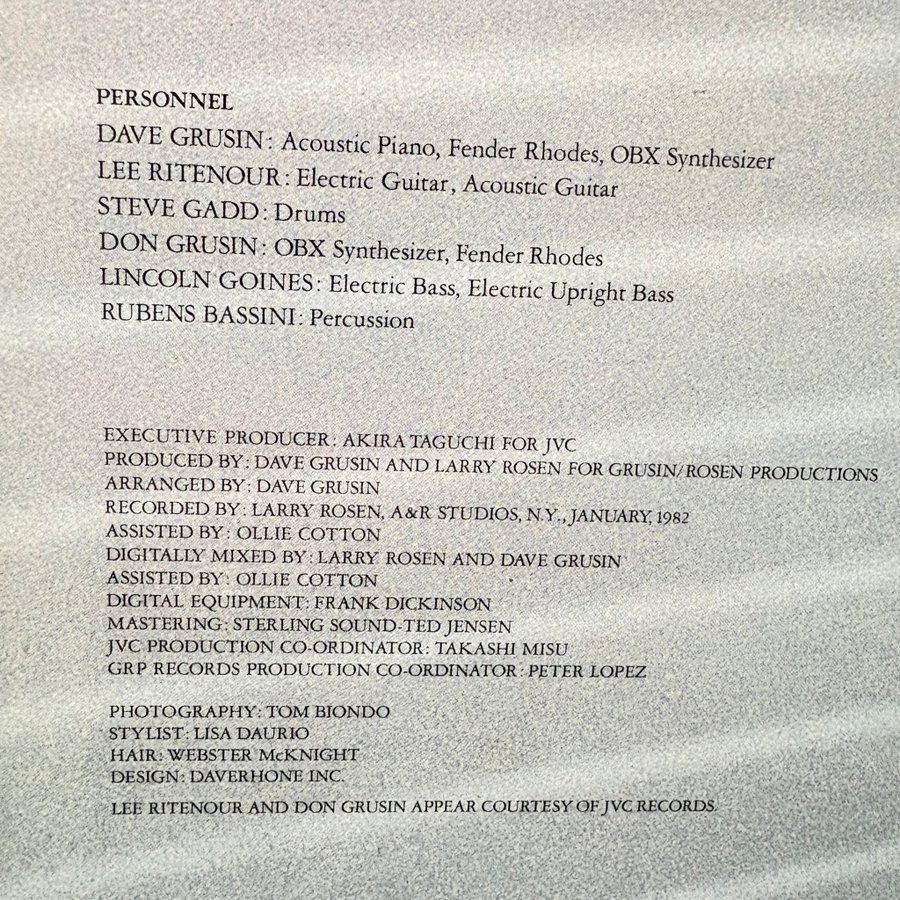 PERSONNEL
DAVE GRUSIN: Acoustic Piano, Fender Rhodes, OBX Synthesizer
LEE RITENOUR: Electric Guitar, Acoustic Guitar
STEVE GADD: Drums
DON GRUSIN: OBX Synthesizer, Fender Rhodes
LINCOLN GOINES: Electric Bass, Electric Upright Bass
RUBENS BASSINI: Percussion
EXECUTIVE PRODUCER: AKIRA TAGUCHI FOR JVC
PRODUCED BY: DAVE GRUSIN AND LARRY ROSEN FOR GRUSIN/ROSEN PRODUCTIONS
ARRANGED BY: DAVE GRUSIN
RECORDED BY: LARRY ROSEN, A&R STUDIOS, N.Y., JANUARY, 1982
ASSISTED BY: OLLIE COTTON
DIGITALLY MIXED BY: LARRY ROSEN AND DAVE GRUSIN
ASSISTED BY: OLLIE COTTON
DIGITAL EQUIPMENT: FRANK DICKINSON
MASTERING: STERLING SOUND-TED JENSEN
JVC PRODUCTION CO-ORDINATOR: TAKASHI MISU
GRP RECORDS PRODUCTION CO-ORDINATOR: PETER LOPEZ
PHOTOGRAPHY: TOM BIONDO
STYLIST: LISA DAURIO
HAIR: WEBSTER McKNIGHT
DESIGN: DAVERHONE INC.
LEE RITENOUR AND DON GRUSIN APPEAR COURTESY OF JVC RECORDS.